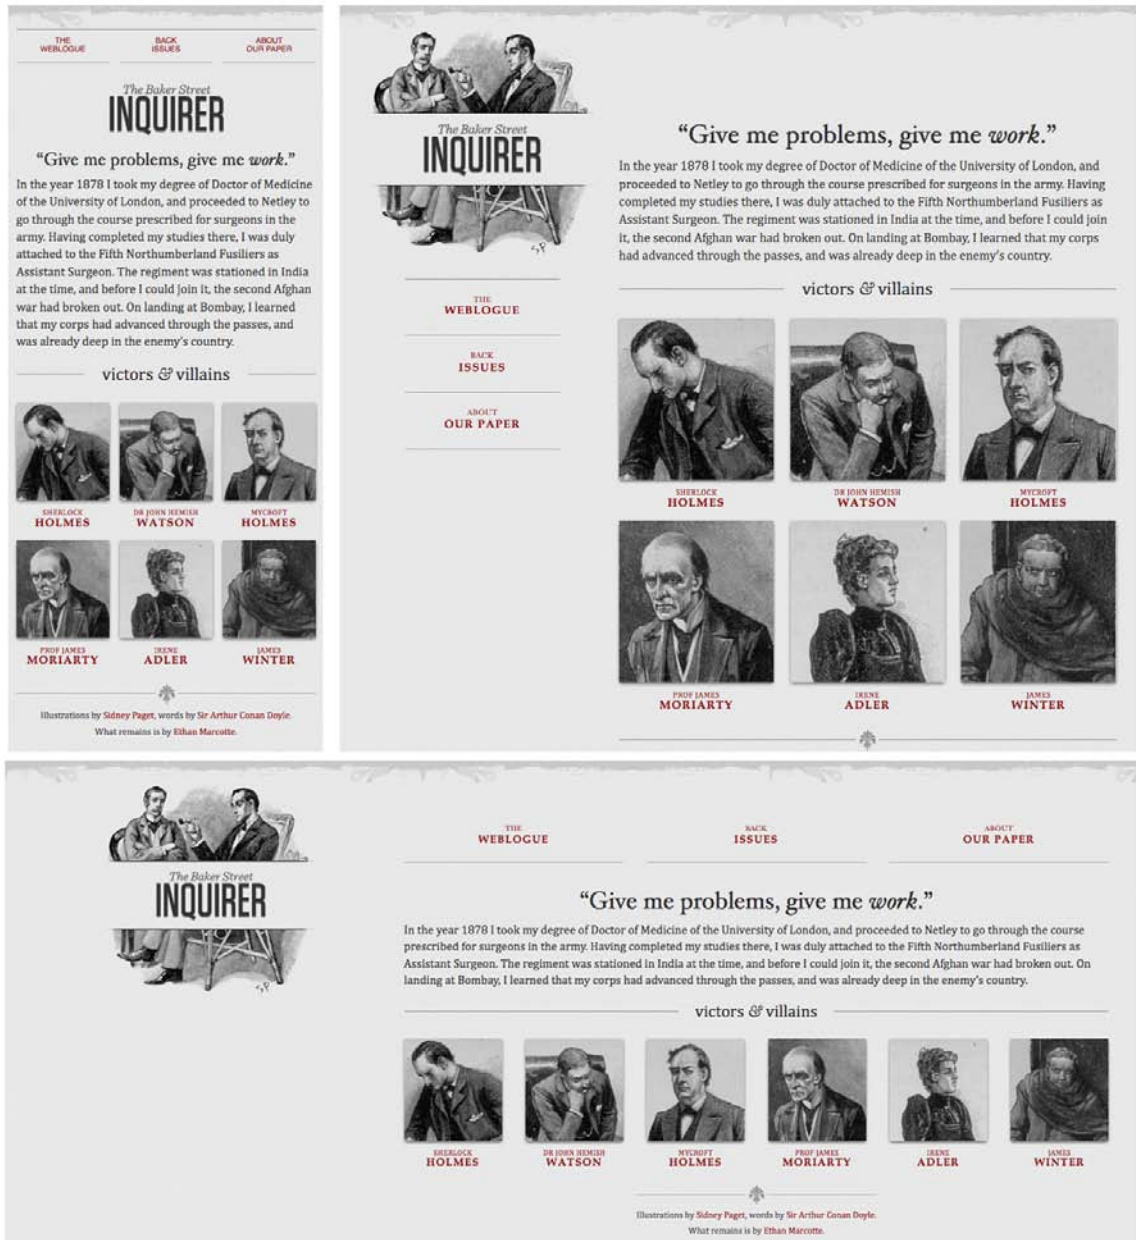 THE
WEBLOGUE
BACK
ISSUES
ABOUT
OUR PAPER
The Baker Street
INQUIRER
“Give me problems, give me work.”
In the year 1878 I took my degree of Doctor of Medicine
of the University of London, and proceeded to Netley to
go through the course prescribed for surgeons in the
army. Having completed my studies there, I was duly
attached to the Fifth Northumberland Fusiliers as
Assistant Surgeon. The regiment was stationed in India
at the time, and before I could join it, the second Afghan
war had broken out. On landing at Bombay, I learned
that my corps had advanced through the passes, and
was already deep in the enemy’s country.
victors & villains
SHERLOCK
HOLMES
DR JOHN HEMISH
WATSON
MYCROFT
HOLMES
PROF JAMES
MORIARTY
IRENE
ADLER
JAMES
WINTER
Illustrations by Sidney Paget, words by Sir Arthur Conan Doyle.
What remains is by Ethan Marcotte.
The Baker Street
INQUIRER
SP
THE
WEBLOGUE
BACK
ISSUES
ABOUT
OUR PAPER
“Give me problems, give me work.”
In the year 1878 I took my degree of Doctor of Medicine of the University of London, and
proceeded to Netley to go through the course prescribed for surgeons in the army. Having
completed my studies there, I was duly attached to the Fifth Northumberland Fusiliers as
Assistant Surgeon. The regiment was stationed in India at the time, and before I could join
it, the second Afghan war had broken out. On landing at Bombay, I learned that my corps
had advanced through the passes, and was already deep in the enemy’s country.
victors & villains
SHERLOCK
HOLMES
DR JOHN HEMISH
WATSON
MYCROFT
HOLMES
PROF JAMES
MORIARTY
IRENE
ADLER
JAMES
WINTER
The Baker Street
INQUIRER
SP
THE
WEBLOGUE
BACK
ISSUES
ABOUT
OUR PAPER
“Give me problems, give me work.”
In the year 1878 I took my degree of Doctor of Medicine of the University of London, and proceeded to Netley to go through the course
prescribed for surgeons in the army. Having completed my studies there, I was duly attached to the Fifth Northumberland Fusiliers as
Assistant Surgeon. The regiment was stationed in India at the time, and before I could join it, the second Afghan war had broken out. On
landing at Bombay, I learned that my corps had advanced through the passes, and was already deep in the enemy’s country.
victors & villains
SHERLOCK
HOLMES
DR JOHN HEMISH
WATSON
MYCROFT
HOLMES
PROF JAMES
MORIARTY
IRENE
ADLER
JAMES
WINTER
Illustrations by Sidney Paget, words by Sir Arthur Conan Doyle.
What remains is by Ethan Marcotte.